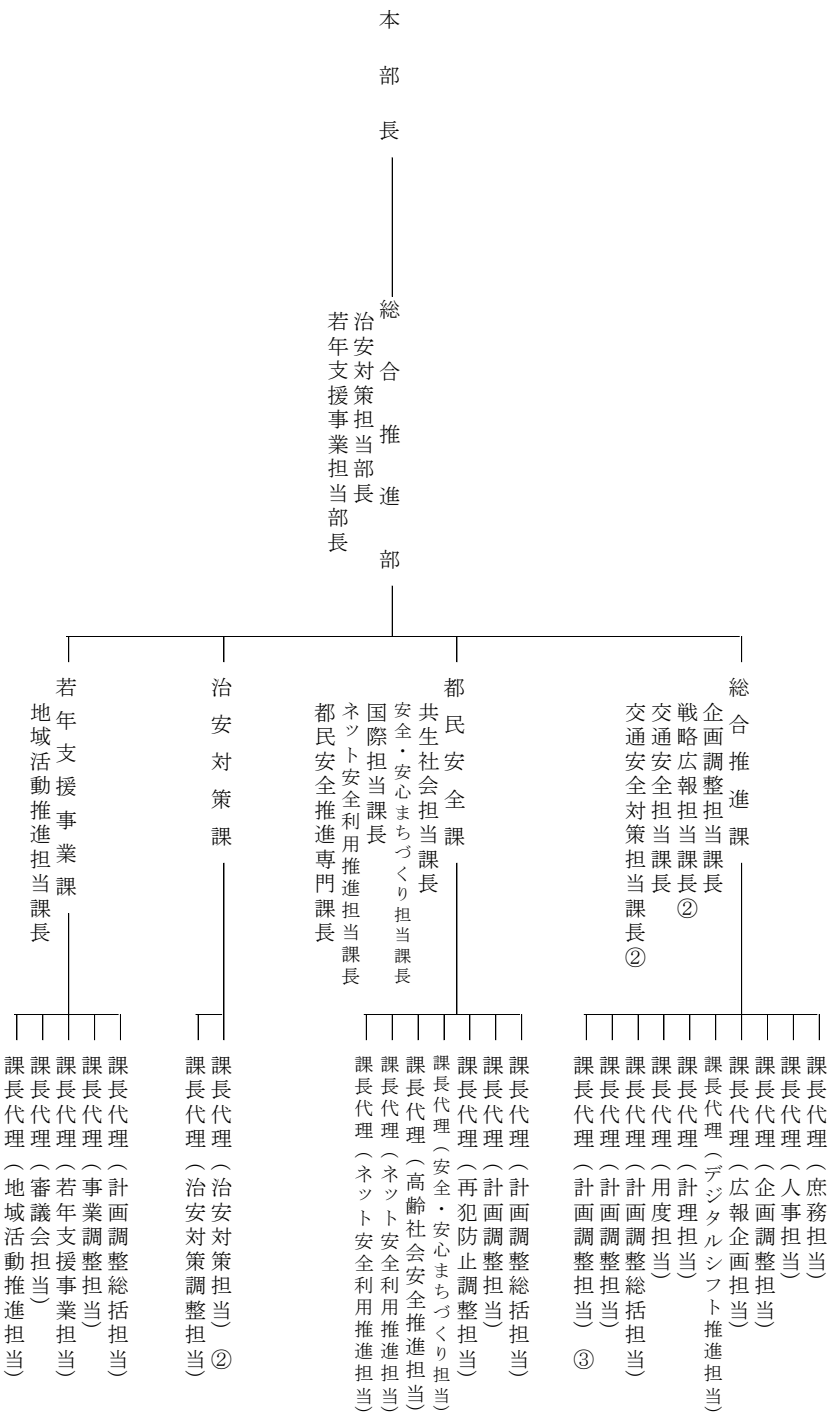 本部長
総合推進部
治安対策担当部長
若年支援事業担当部長
総合推進課
企画調整担当課長
戦略広報担当課長②
交通安全担当課長
交通安全対策担当課長②
課長代理(庶務担当)
課長代理(人事担当)
課長代理(企画調整担当)
課長代理(広報企画担当)
課長代理(デジタルシフト推進担当)
課長代理(計理担当)
課長代理(用度担当)
課長代理(計画調整総括担当)
課長代理(計画調整担当)
課長代理(計画調整担当)③
都民安全課
共生社会担当課長
安全・安心まちづくり担当課長
国際担当課長
ネット安全利用推進担当課長
都民安全推進専門課長
課長代理(計画調整総括担当)
課長代理(計画調整担当)
課長代理(再犯防止調整担当)
課長代理(安全・安心まちづくり担当)
課長代理(高齢社会安全推進担当)
課長代理(ネット安全利用推進担当)
課長代理(ネット安全利用推進担当)
治安対策課
課長代理(治安対策担当)②
課長代理(治安対策調整担当)
若年支援事業課
地域活動推進担当課長
課長代理(計画調整総括担当)
課長代理(事業調整担当)
課長代理(若年支援事業担当)
課長代理(審議会担当)
課長代理(地域活動推進担当)